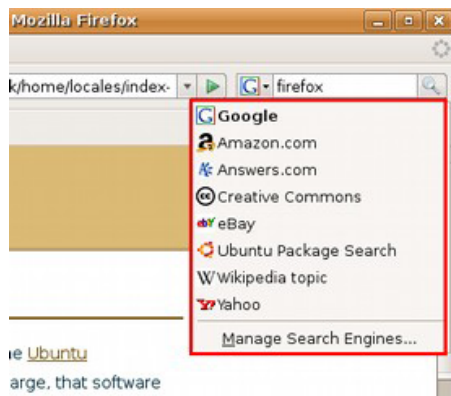 Mozilla Firefox
k/home/locales/index-
firefox
Google
Amazon.com
Answers.com
Creative Commons
eBay
Ubuntu Package Search
Wikipedia topic
Yahoo
Manage Search Engines...
e Ubuntu
arge, that software